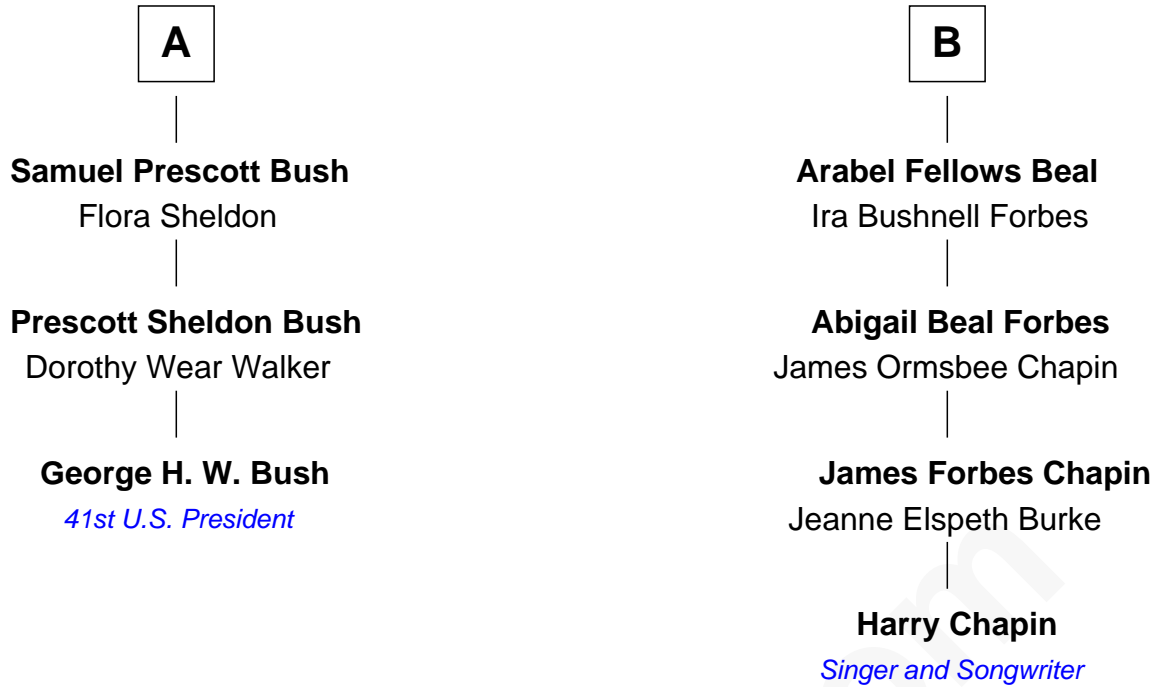 A
Samuel Prescott Bush
Flora Sheldon
Prescott Sheldon Bush
Dorothy Wear Walker
George H. W. Bush
41st U.S. President
B
Arabel Fellows Beal
Ira Bushnell Forbes
Abigail Beal Forbes
James Ormsbee Chapin
James Forbes Chapin
Jeanne Elspeth Burke
Harry Chapin
Singer and Songwriter